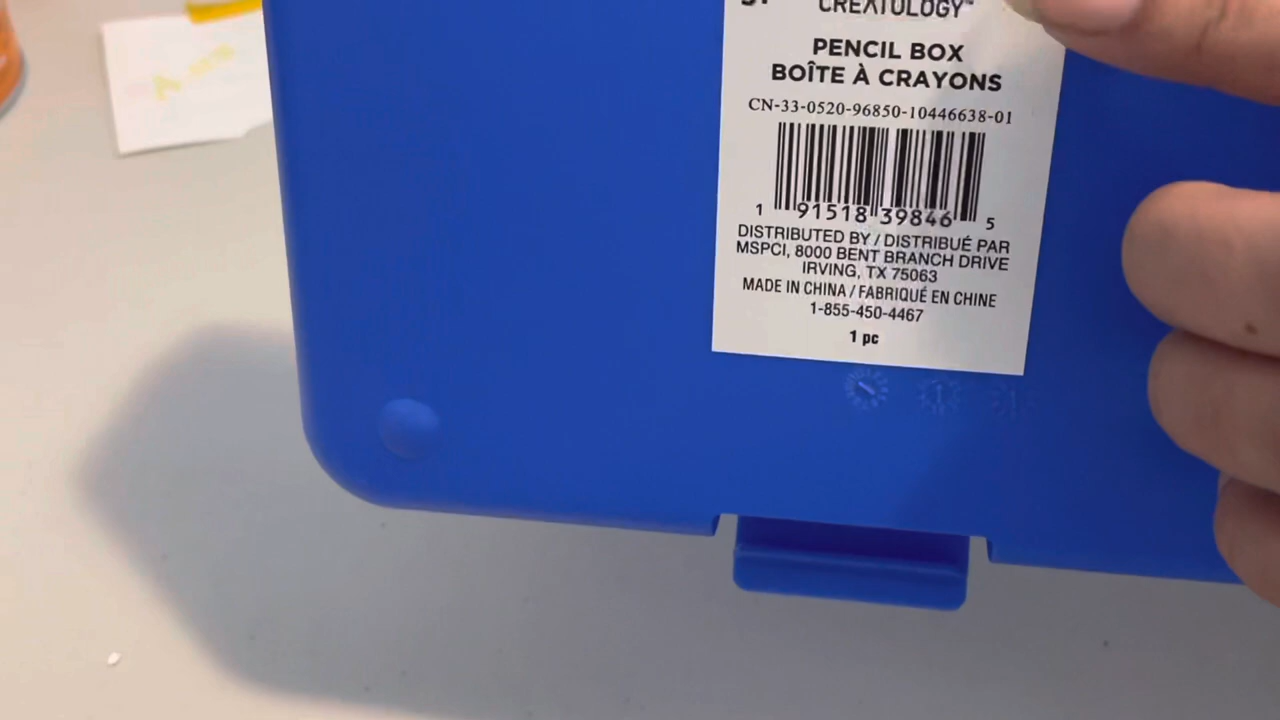 CREATOLOGY™
PENCIL BOX
BOÎTE À CRAYONS
CN-33-0520-96850-10446638-01
1 91518 39846 5
DISTRIBUTED BY / DISTRIBUÉ PAR
MSPCI, 8000 BENT BRANCH DRIVE
IRVING, TX 75063
MADE IN CHINA / FABRIQUÉ EN CHINE
1-855-450-4467
1 pc